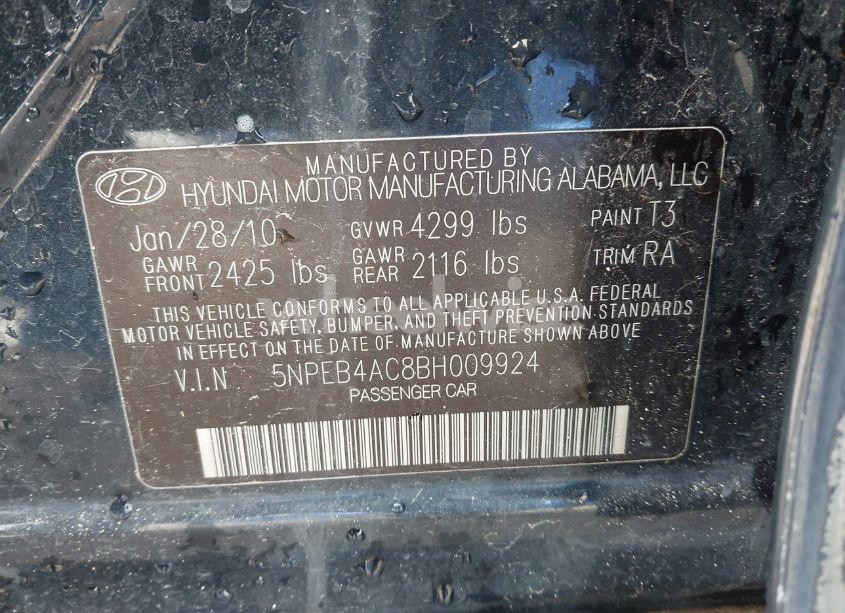 MANUFACTURED BY
HYUNDAI MOTOR MANUFACTURING ALABAMA, LLC
Jan/28/10 GVWR 4299 lbs PAINT T3
GAWR FRONT 2425 lbs GAWR REAR 2116 lbs TRIM RA
THIS VEHICLE CONFORMS TO ALL APPLICABLE U.S.A. FEDERAL
MOTOR VEHICLE SAFETY, BUMPER, AND THEFT PREVENTION STANDARDS
IN EFFECT ON THE DATE OF MANUFACTURE SHOWN ABOVE
V.I.N 5NPEB4AC8BH009924
PASSENGER CAR